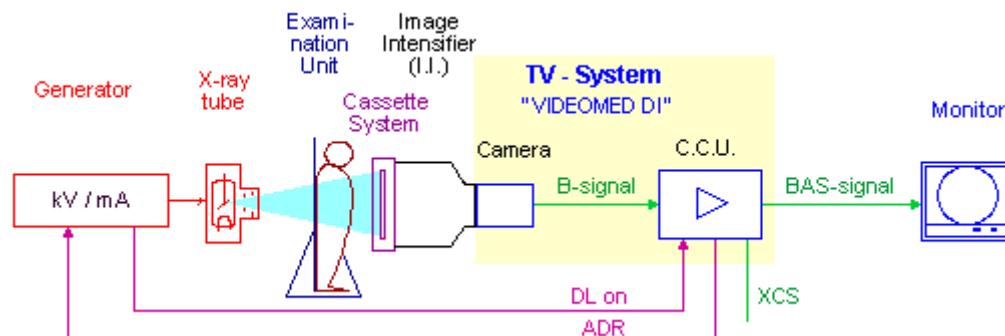 Exami-
nation
Unit
Image
Intensifier
(I.I.)
TV - System
"VIDEOMED DI"
Generator
X-ray
tube
Cassette
System
Monitor
Camera
C.C.U.
kV / mA
B-signal
BAS-signal
DL on
XCS
ADR